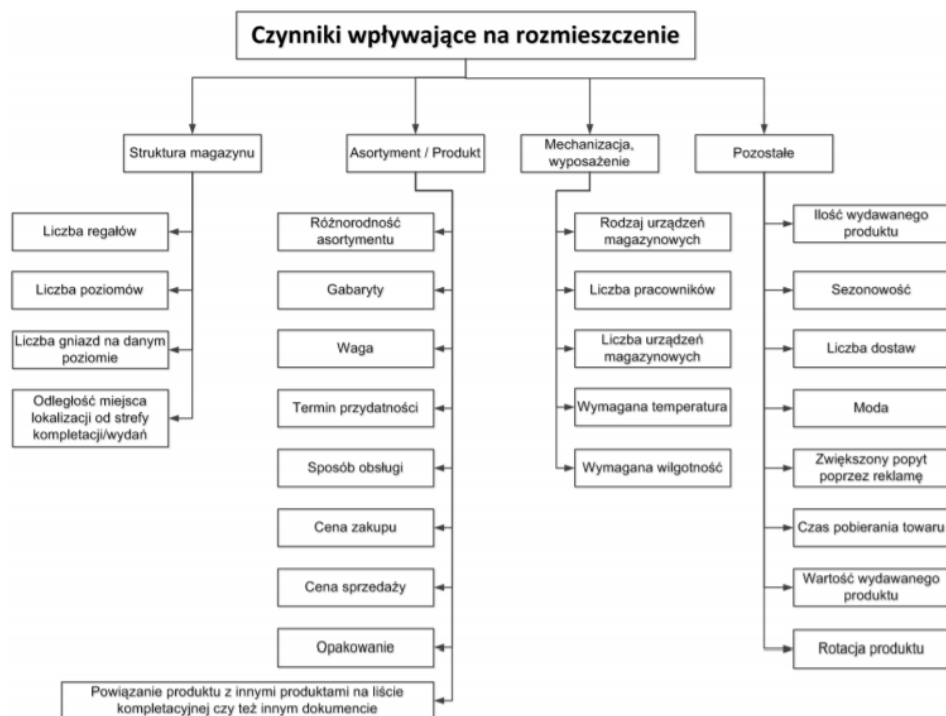 Czynniki wpływające na rozmieszczenie
Struktura magazynu
Asortyment / Produkt
Mechanizacja,
wyposażenie
Pozostałe
Liczba regałów
Liczba poziomów
Liczba gniazd na danym
poziomie
Odległość miejsca
lokalizacji od strefy
kompletacji/wydań
Różnorodność
asortymentu
Gabaryty
Waga
Termin przydatności
Sposób obsługi
Cena zakupu
Cena sprzedaży
Opakowanie
Powiązanie produktu z innymi produktami na liście
kompletacyjnej czy też innym dokumencie
Rodzaj urządzeń
magazynowych
Liczba pracowników
Liczba urządzeń
magazynowych
Wymagana temperatura
Wymagana wilgotność
Ilość wydawanego
produktu
Sezonowość
Liczba dostaw
Moda
Zwiększony popyt
poprzez reklamę
Czas pobierania towaru
Wartość wydawanego
produktu
Rotacja produktu